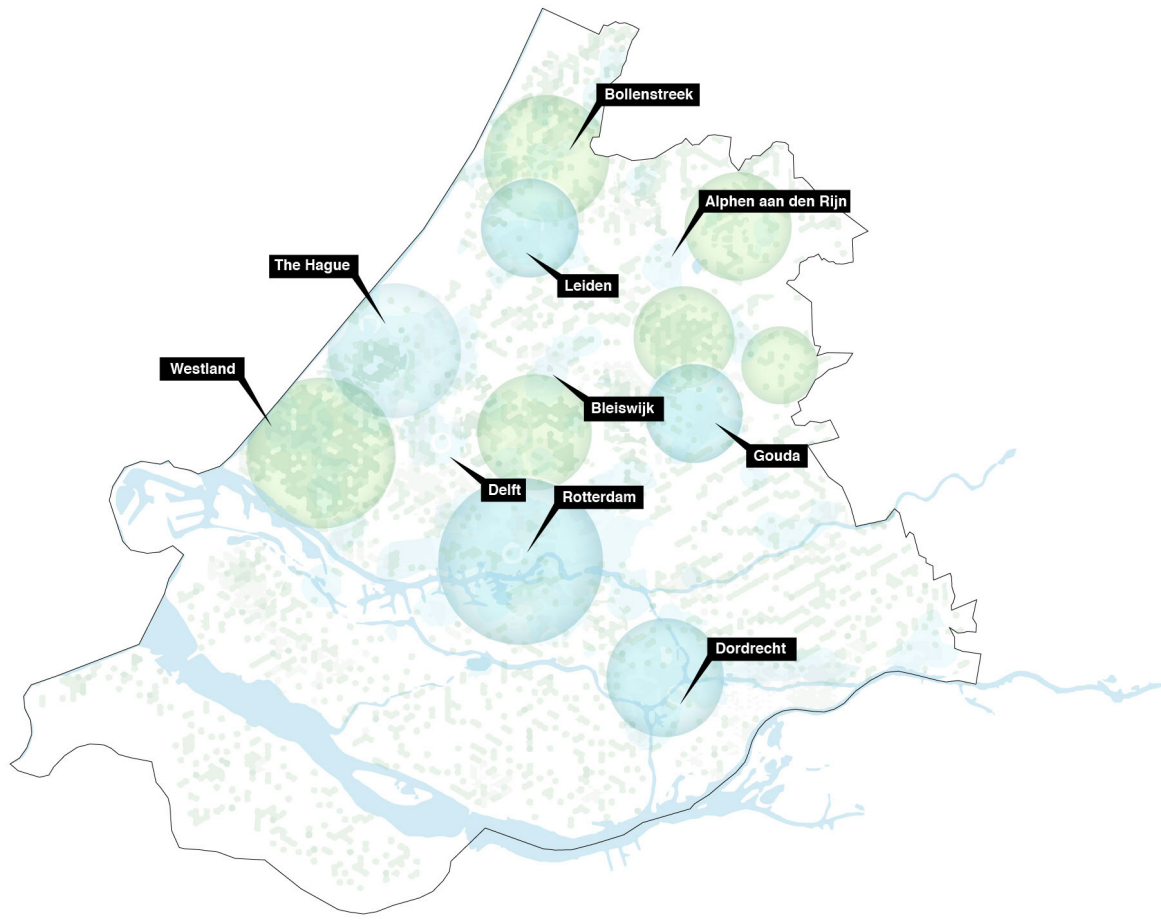 Bollenstreek
Alphen aan den Rijn
The Hague
Leiden
Westland
Bleiswijk
Gouda
Delft
Rotterdam
Dordrecht